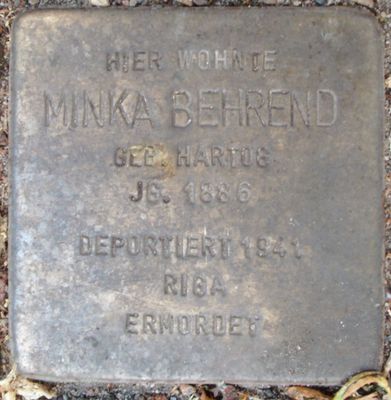 HIER WOHNTE
MINKA BEHREND
GEB. HARTOG
JG. 1886
DEPORTIERT 1941
RIGA
ERMORDET